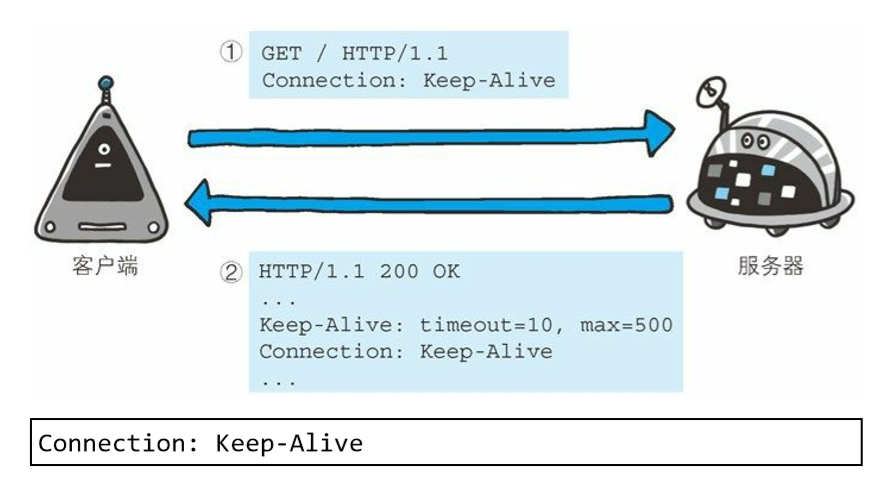 ① GET / HTTP/1.1
Connection: Keep-Alive
客户端
服务器
② HTTP/1.1 200 OK
...
Keep-Alive: timeout=10, max=500
Connection: Keep-Alive
...
Connection: Keep-Alive